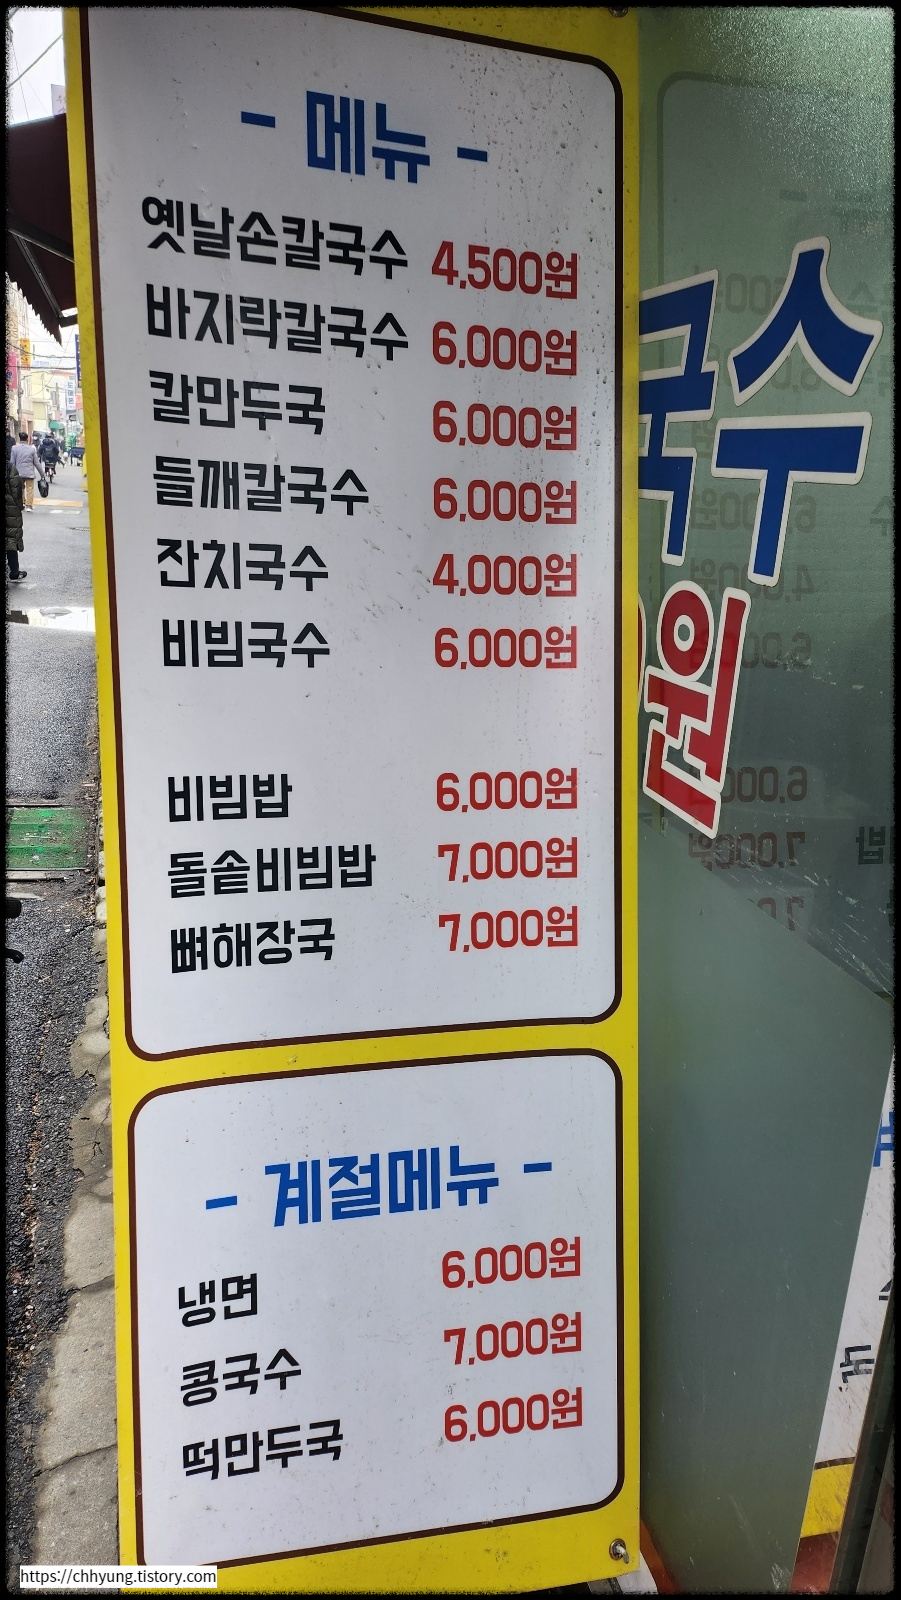 - 메뉴 -
옛날손칼국수 4,500원
바지락칼국수 6,000원
칼만두국 6,000원
들깨칼국수 6,000원
잔치국수 4,000원
비빔국수 6,000원
비빔밥 6,000원
돌솥비빔밥 7,000원
뼈해장국 7,000원
- 계절메뉴 -
냉면 6,000원
콩국수 7,000원
떡만두국 6,000원
국수
원
https://chhyung.tistory.com